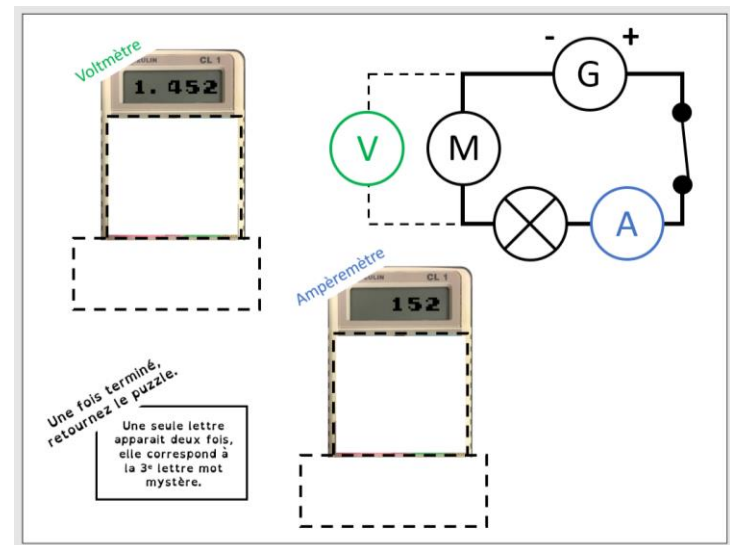 Voltmètre
CL 1
1.452
- +
G
V
M
A
Ampèremètre
CL 1
152
Une fois terminé,
retournez le puzzle.
Une seule lettre
apparait deux fois,
elle correspond à
la 3e lettre mot
mystère.